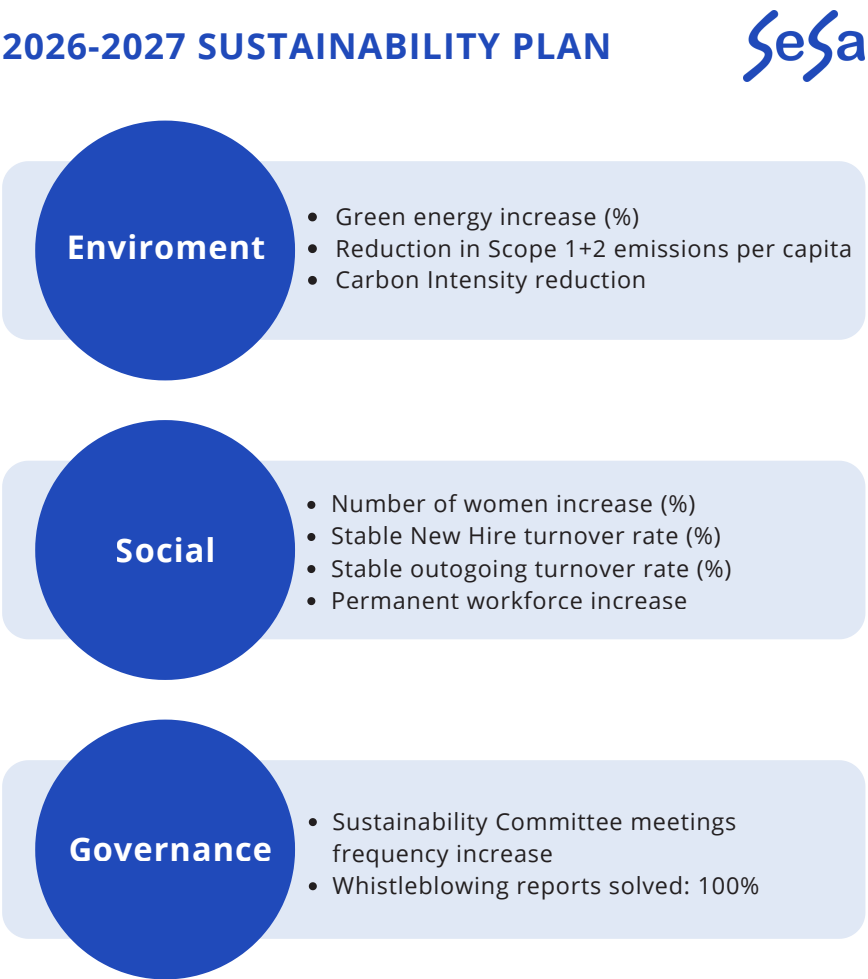 2026-2027 SUSTAINABILITY PLAN
SeSa
Enviroment
• Green energy increase (%)
• Reduction in Scope 1+2 emissions per capita
• Carbon Intensity reduction
Social
• Number of women increase (%)
• Stable New Hire turnover rate (%)
• Stable outogoing turnover rate (%)
• Permanent workforce increase
Governance
• Sustainability Committee meetings
frequency increase
• Whistleblowing reports solved: 100%